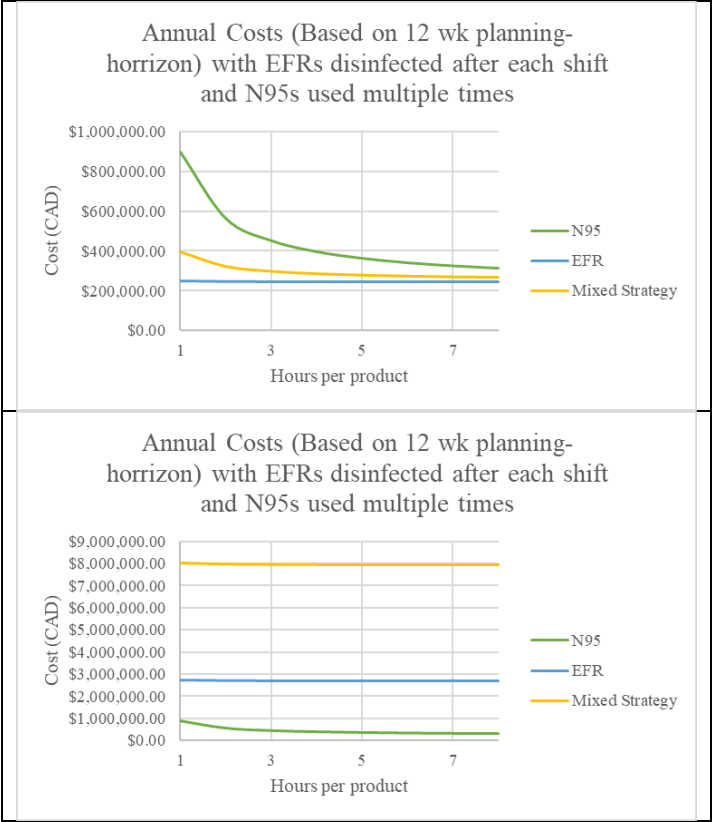 Annual Costs (Based on 12 wk planning-
horrizon) with EFRs disinfected after each shift
and N95s used multiple times
$1,000,000.00
$800,000.00
$600,000.00
$400,000.00
$200,000.00
$0.00
Cost (CAD)
1 3 5 7
Hours per product
N95
EFR
Mixed Strategy
Annual Costs (Based on 12 wk planning-
horrizon) with EFRs disinfected after each shift
and N95s used multiple times
$9,000,000.00
$8,000,000.00
$7,000,000.00
$6,000,000.00
$5,000,000.00
$4,000,000.00
$3,000,000.00
$2,000,000.00
$1,000,000.00
$0.00
Cost (CAD)
1 3 5 7
Hours per product
N95
EFR
Mixed Strategy